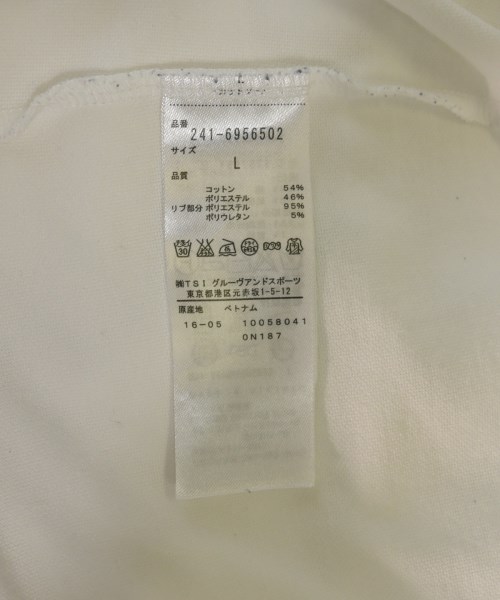 品番
241-6956502
サイズ
L
品質
コットン 54%
ポリエステル 46%
リブ部分 ポリエステル 95%
ポリウレタン 5%
30
㈱TSI グルーヴアンドスポーツ
東京都港区元赤坂1-5-12
原産地 ベトナム
16-05 10058041
0N187